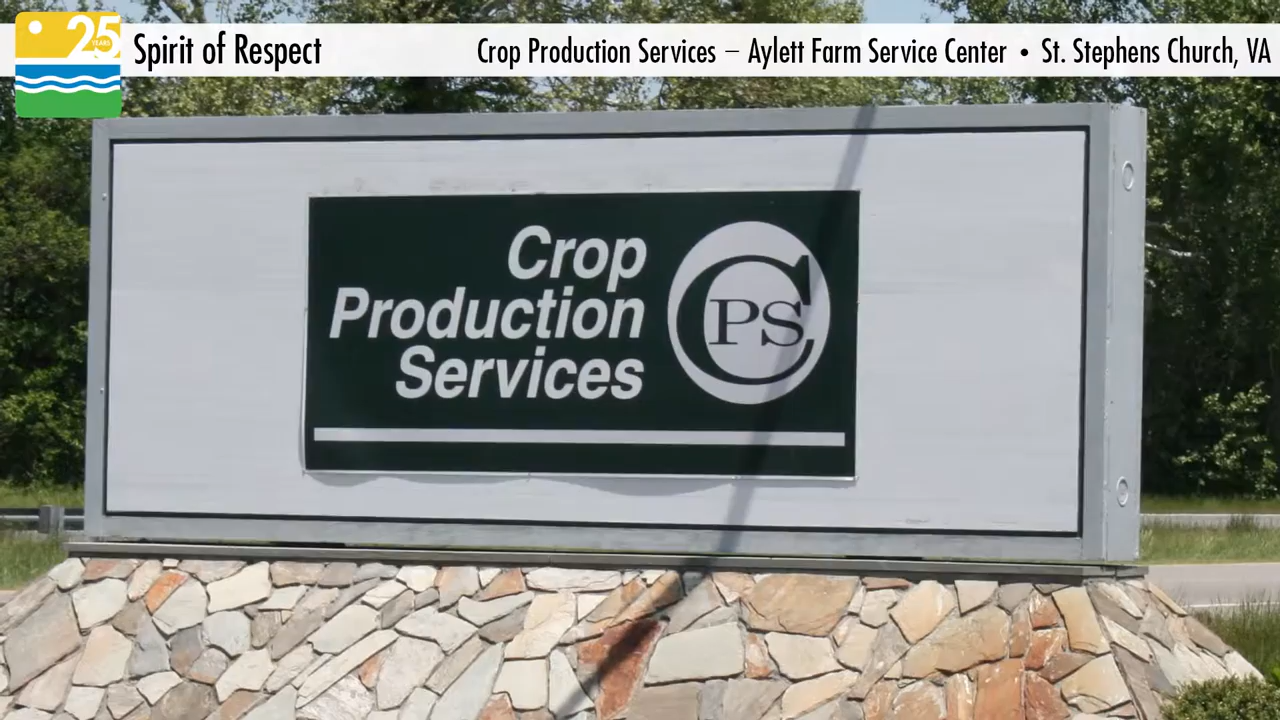 25
YEARS
Spirit of Respect
Crop Production Services – Aylett Farm Service Center • St. Stephens Church, VA
Crop
Production
Services
CPS